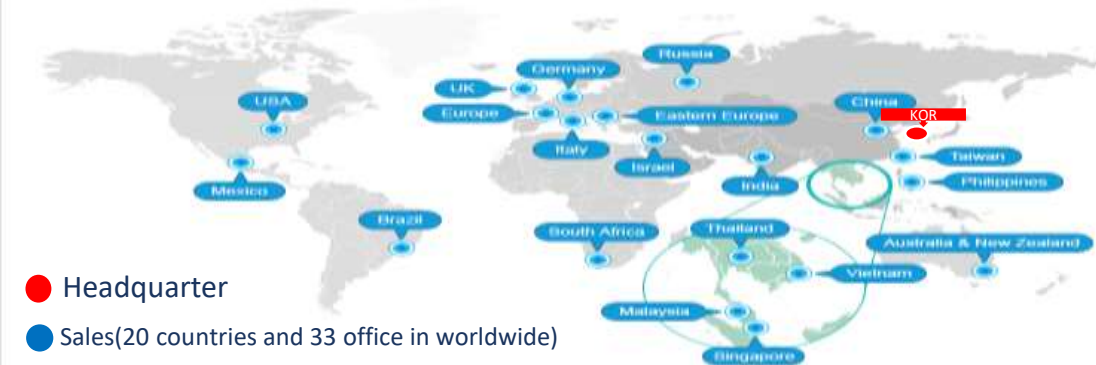 Russia
Germany
UK
USA
China
KOR
Europe
Eastern Europe
Italy
Israel
India
Taiwan
Philippines
Mexico
Brazil
South Africa
Thailand
Australia & New Zealand
Vietnam
Malaysia
Singapore
Headquarter
Sales(20 countries and 33 office in worldwide)